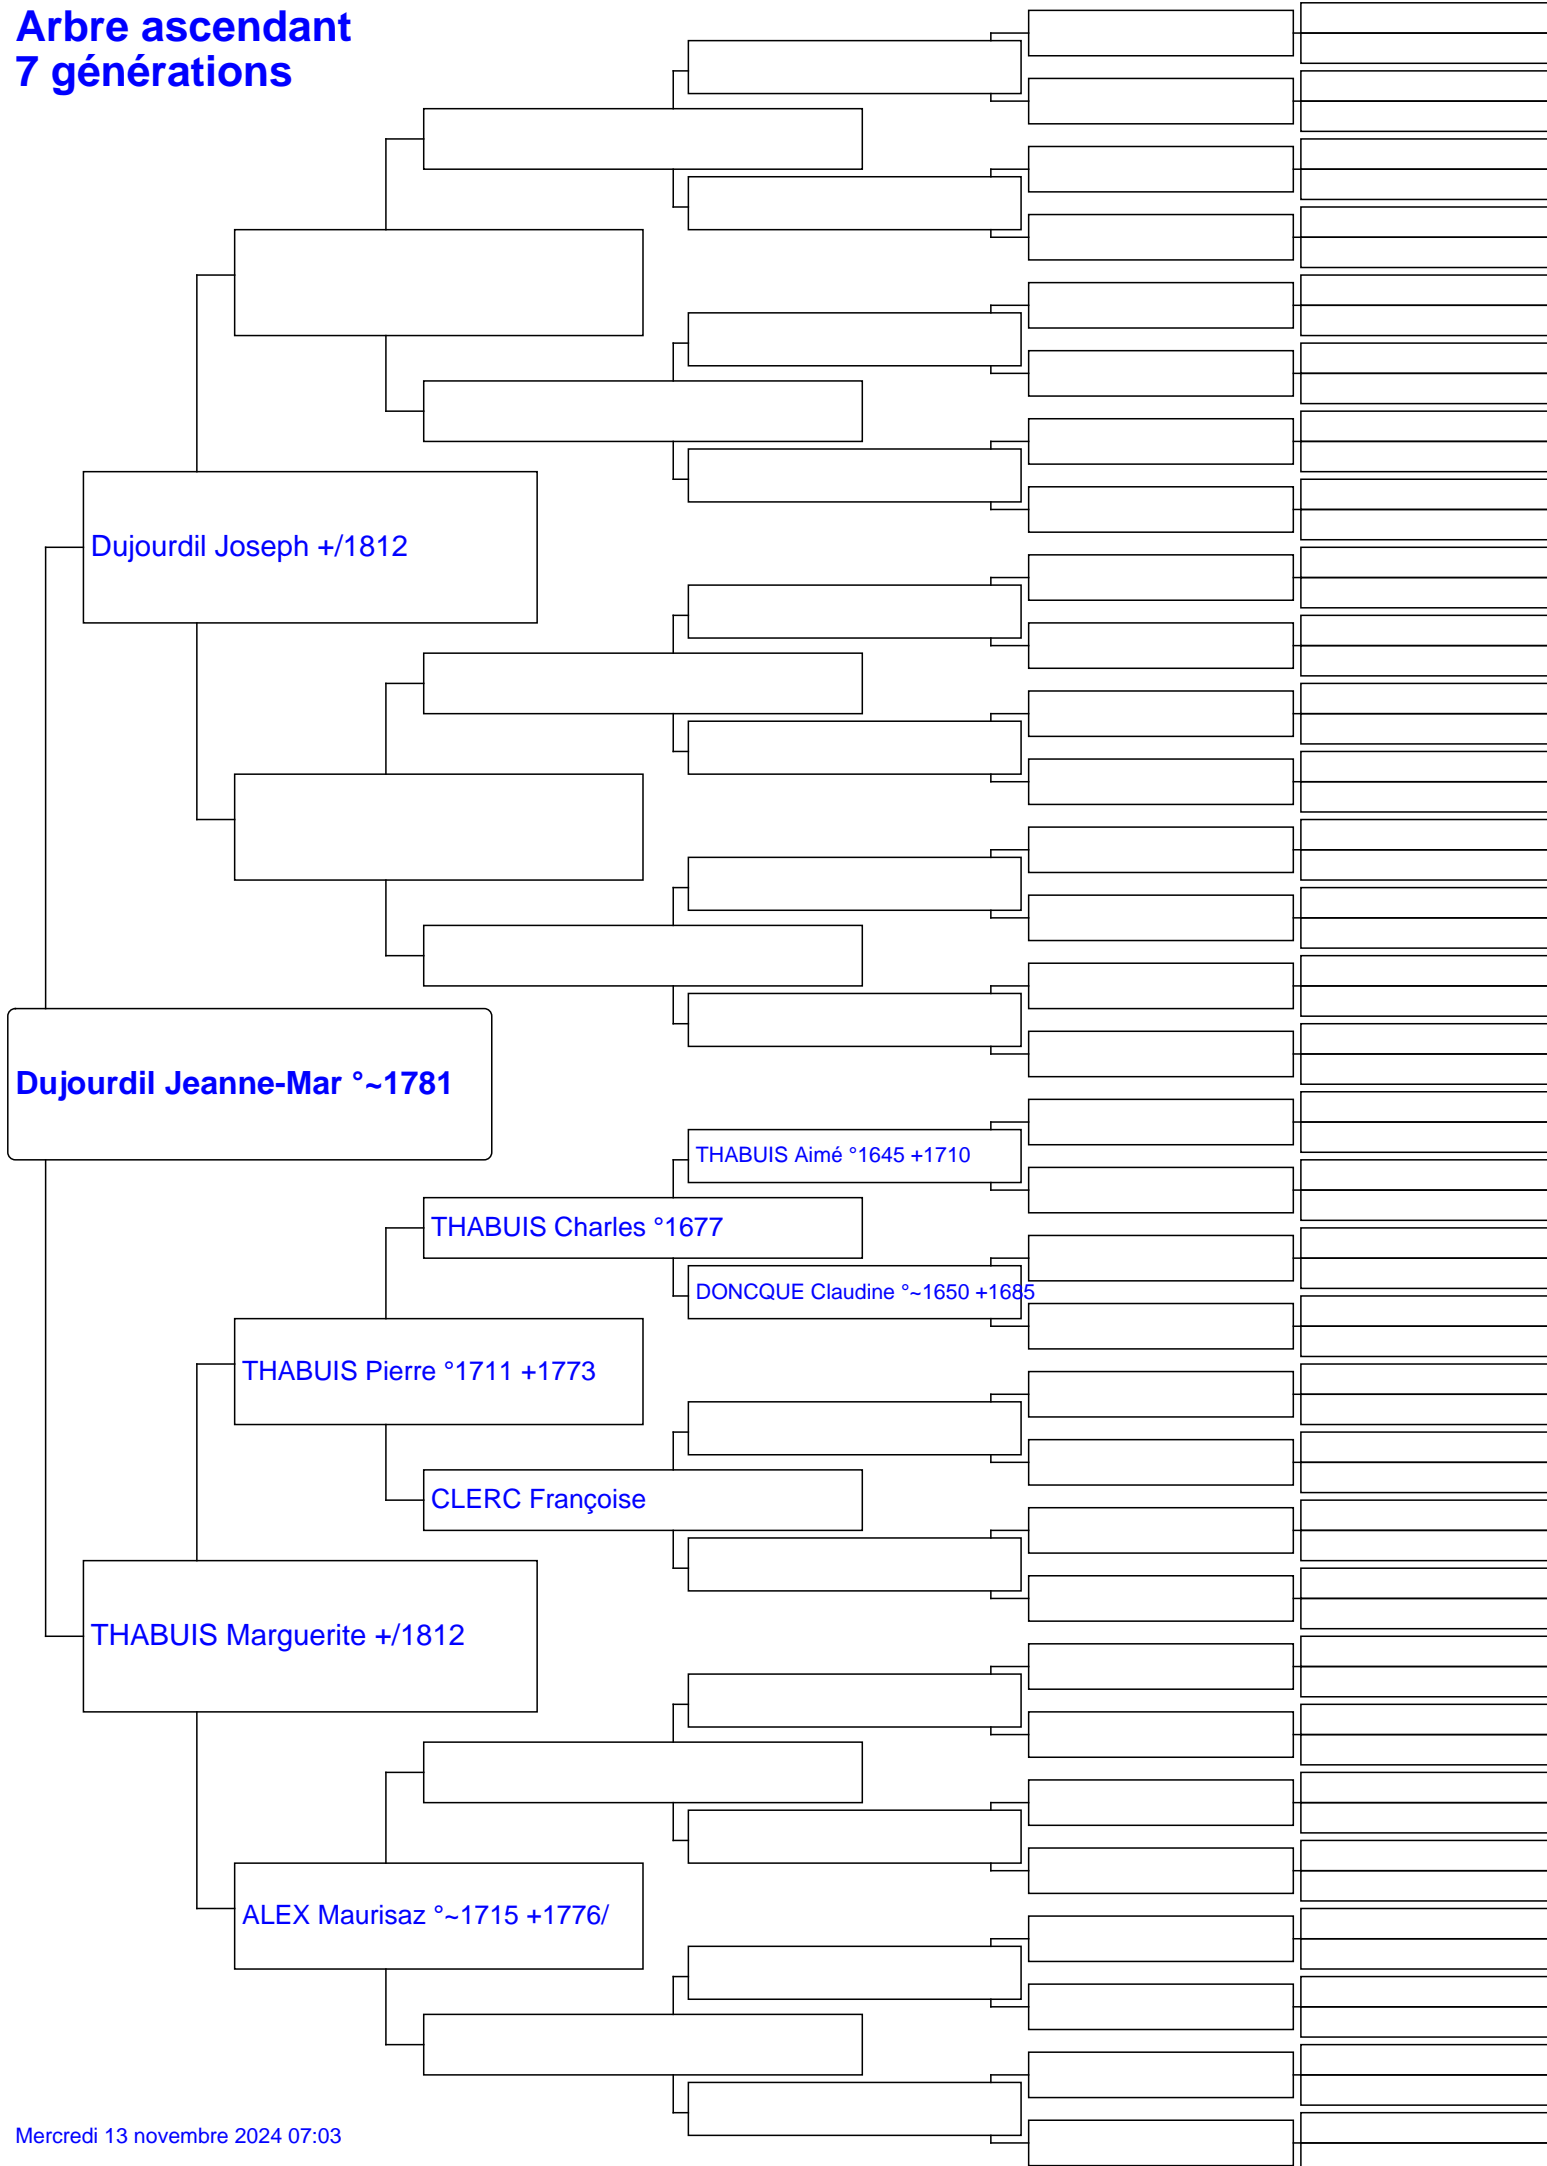 Arbre ascendant
7 générations
Dujourdil Joseph +/1812
Dujourdil Jeanne-Mar °~1781
THABUIS Aimé °1645 +1710
THABUIS Charles °1677
DONCQUE Claudine °~1650 +1685
THABUIS Pierre °1711 +1773
CLERC Françoise
THABUIS Marguerite +/1812
ALEX Maurisaz °~1715 +1776/
Mercredi 13 novembre 2024 07:03